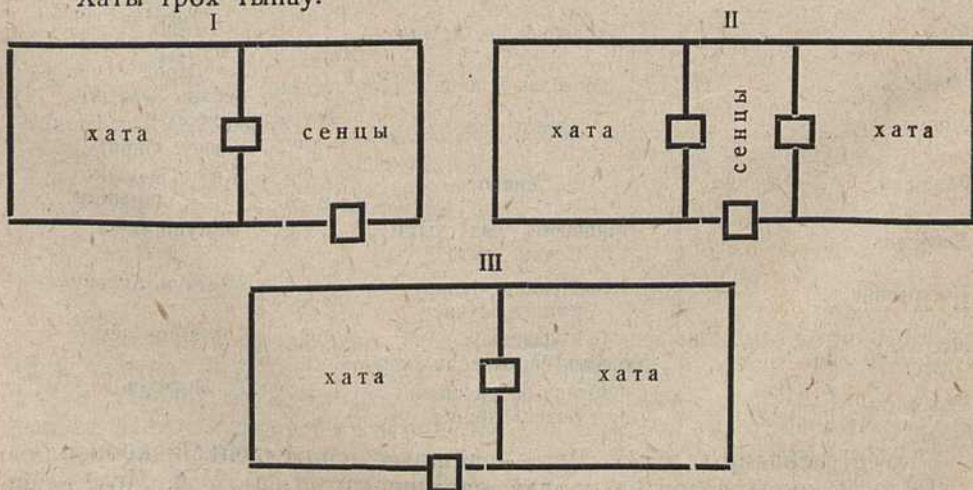 Хаты трох тыпаў:
I II
хата сенцы хата сенцы хата
III
хата хата